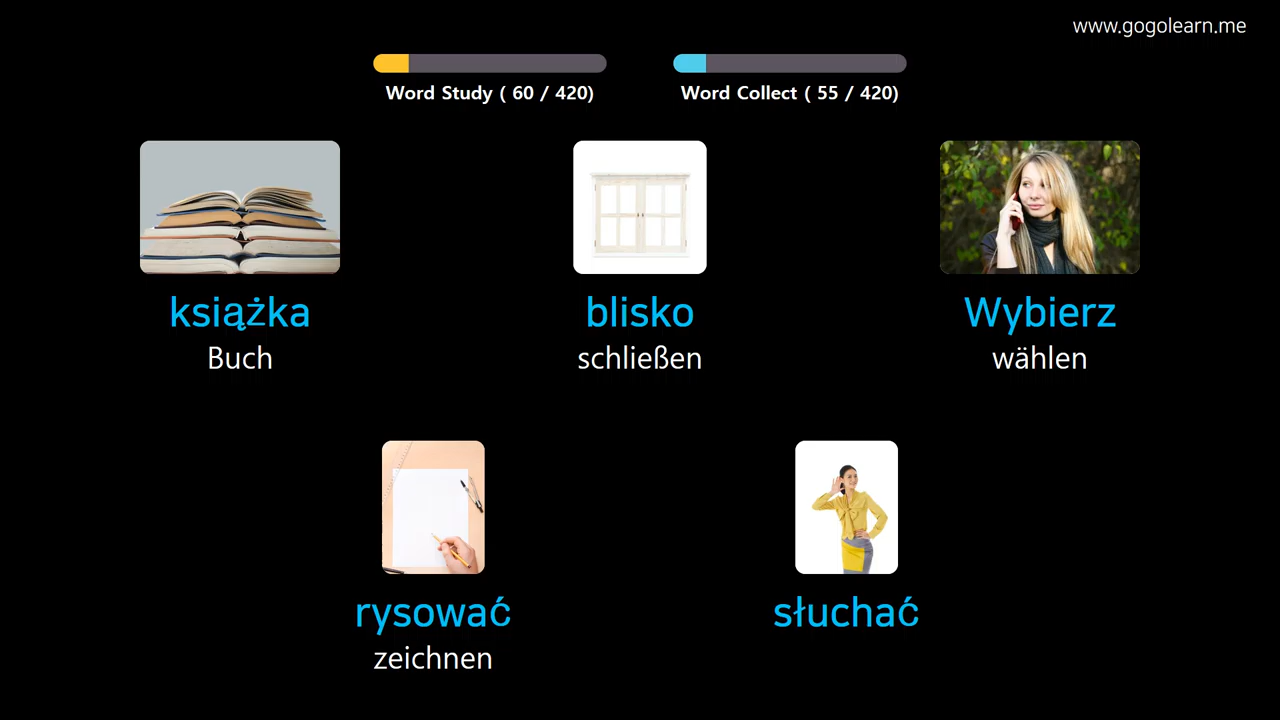 www.gogolearn.me
Word Study ( 60 / 420)
Word Collect ( 55 / 420)
książka
blisko
Wybierz
Buch
schließen
wählen
rysować
słuchać
zeichnen